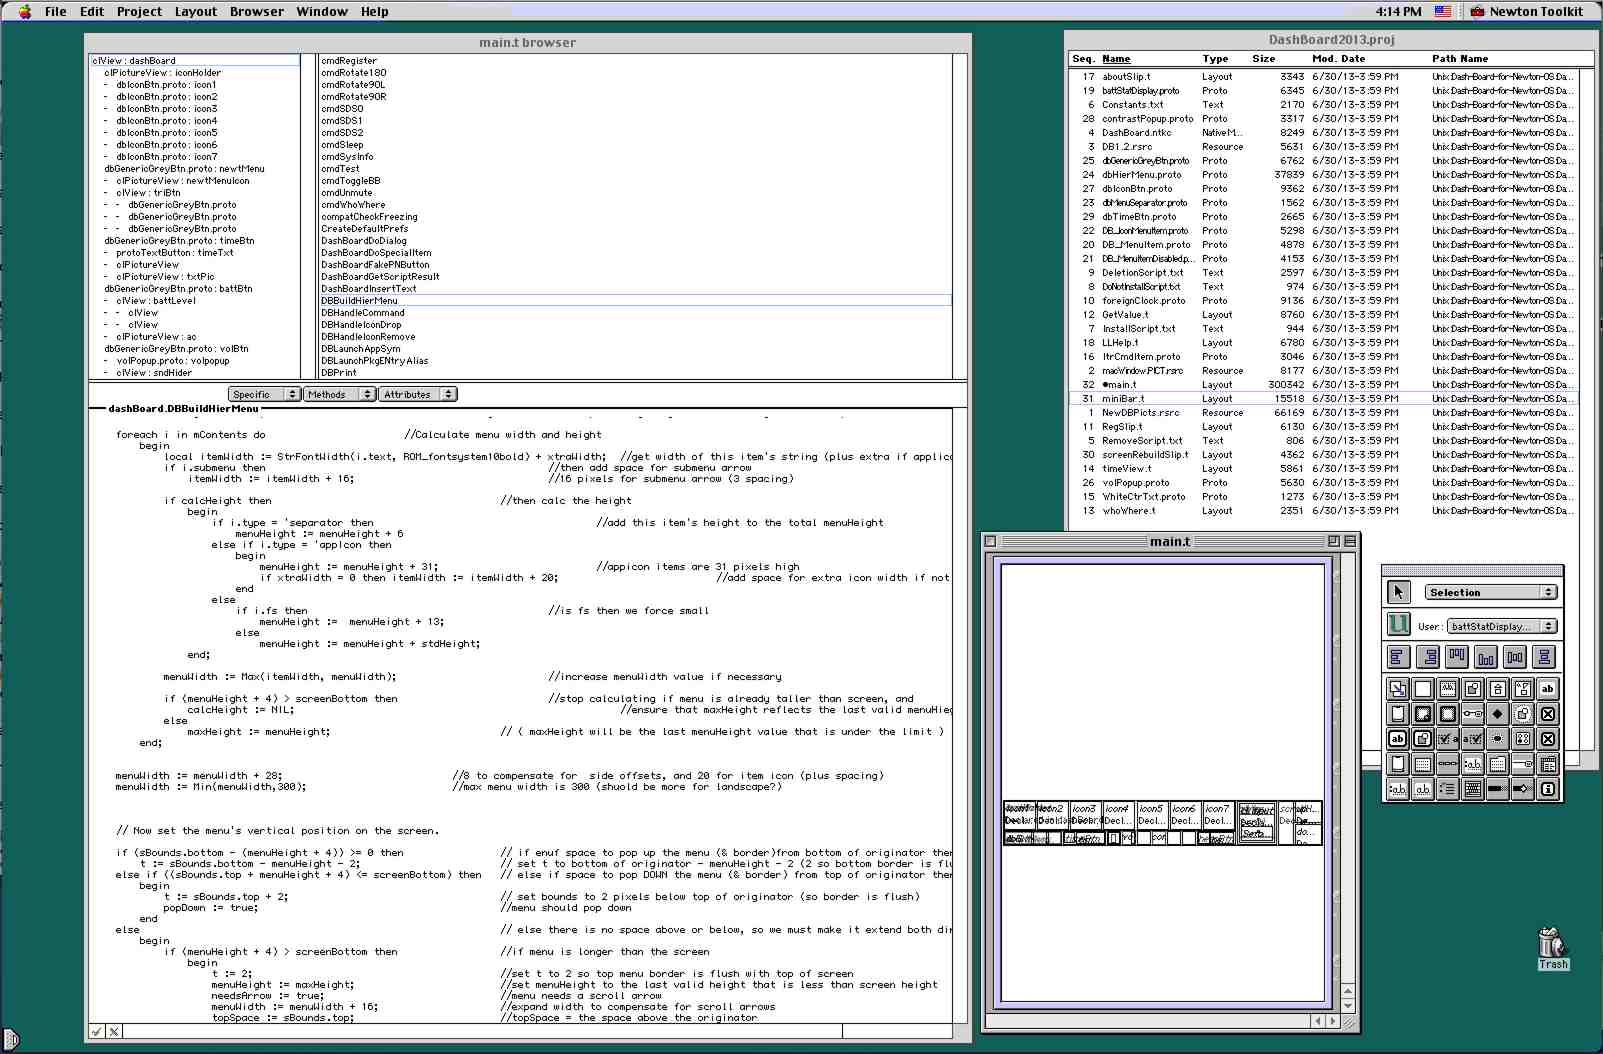 File Edit Project Layout Browser Window Help
4:14 PM Newton Toolkit
main.t browser
clView : dashBoard
clPictureView : iconHolder
- dbIconBtn.proto : icon1
- dbIconBtn.proto : icon2
- dbIconBtn.proto : icon3
- dbIconBtn.proto : icon4
- dbIconBtn.proto : icon5
- dbIconBtn.proto : icon6
- dbIconBtn.proto : icon7
dbGenericGreyBtn.proto : newtMenu
- clPictureView : newtMenuIcon
- clView : triBtn
- - dbGenericGreyBtn.proto
- - dbGenericGreyBtn.proto
- - dbGenericGreyBtn.proto
dbGenericGreyBtn.proto : timeBtn
- protoTextButton : timeTxt
- clPictureView
- clPictureView : txtPic
dbGenericGreyBtn.proto : battBtn
- clView : battLevel
- - clView
- - clView
- clPictureView : ac
dbGenericGreyBtn.proto : volBtn
- volPopup.proto : volpopup
- clView : sndHider
cmdRegister
cmdRotate180
cmdRotate90L
cmdRotate90R
cmdSDS0
cmdSDS1
cmdSDS2
cmdSleep
cmdSysInfo
cmdTest
cmdToggleBB
cmdUnmute
cmdWhoWhere
compatCheckFreezing
CreateDefaultPrefs
DashBoardDoDialog
DashBoardDoSpecialItem
DashBoardFakePNButton
DashBoardGetScriptResult
DashBoardInsertText
DBBuildHierMenu
DBHandleCommand
DBHandleIconDrop
DBHandleIconRemove
DBLaunchAppSym
DBLaunchPkgENtryAlias
DBPrint
Specific Methods Attributes
dashBoard.DBBuildHierMenu
foreach i in mContents do //Calculate menu width and height
begin
local itemWidth := StrFontWidth(i.text, ROM_fontsystem10bold) + xtraWidth; //get width of this item's string (plus extra if applic
if i.submenu then //then add space for submenu arrow
itemWidth := itemWidth + 16; //16 pixels for submenu arrow (3 spacing)
if calcHeight then //then calc the height
begin
if i.type = 'separator then //add this item's height to the total menuHeight
menuHeight := menuHeight + 6
else if i.type = 'appIcon then
begin
menuHeight := menuHeight + 31; //appicon items are 31 pixels high
if xtraWidth = 0 then itemWidth := itemWidth + 20; //add space for extra icon width if not
end
else
if i.fs then //is fs then we force small
menuHeight := menuHeight + 13;
else
menuHeight := menuHeight + stdHeight;
end;
menuWidth := Max(itemWidth, menuWidth); //increase menuWidth value if necessary
if (menuHeight + 4) > screenBottom then //stop calculating if menu is already taller than screen, and
calcHeight := NIL; //ensure that maxHeight reflects the last valid menuHieg
else
maxHeight := menuHeight; // ( maxHeight will be the last menuHeight value that is under the limit )
end;
menuWidth := menuWidth + 28; //8 to compensate for side offsets, and 20 for item icon (plus spacing)
menuWidth := Min(menuWidth,300); //max menu width is 300 (shuold be more for landscape?)
// Now set the menu's vertical position on the screen.
if (sBounds.bottom - (menuHeight + 4)) >= 0 then // if enuf space to pop up the menu (& border)from bottom of originator then
t := sBounds.bottom - menuHeight - 2; // set t to bottom of originator - menuHeight - 2 (2 so bottom border is flu
else if ((sBounds.top + menuHeight + 4) <= screenBottom) then // else if space to pop DOWN the menu (& border) from top of originator then
begin
t := sBounds.top + 2; // set bounds to 2 pixels below top of originator (so border is flush)
popDown := true; //menu should pop down
end
else // else there is no space above or below, so we must make it extend both dir
begin
if (menuHeight + 4) > screenBottom then //if menu is longer than the screen
begin
t := 2; //set t to 2 so top menu border is flush with top of screen
menuHeight := maxHeight; //set menuHeight to the last valid height that is less than screen height
needsArrow := true; //menu needs a scroll arrow
menuWidth := menuWidth + 16; //expand width to compensate for scroll arrows
topSpace := sBounds.top; //topSpace = the space above the originator
DashBoard2013.proj
Seq. Name Type Size Mod. Date Path Name
17 aboutSlip.t Layout 3343 6/30/13-3:59 PM Unix:Dash-Board-for-Newton-OS:Da...
19 battStatDisplay.proto Proto 6345 6/30/13-3:59 PM Unix:Dash-Board-for-Newton-OS:Da...
6 Constants.txt Text 2170 6/30/13-3:59 PM Unix:Dash-Board-for-Newton-OS:Da...
28 contrastPopup.proto Proto 3317 6/30/13-3:59 PM Unix:Dash-Board-for-Newton-OS:Da...
4 DashBoard.ntkc Native M... 8249 6/30/13-3:59 PM Unix:Dash-Board-for-Newton-OS:Da...
3 DB1.2.rsrc Resource 5631 6/30/13-3:59 PM Unix:Dash-Board-for-Newton-OS:Da...
25 dbGenericGreyBtn.proto Proto 6762 6/30/13-3:59 PM Unix:Dash-Board-for-Newton-OS:Da...
24 dbHierMenu.proto Proto 37839 6/30/13-3:59 PM Unix:Dash-Board-for-Newton-OS:Da...
27 dbIconBtn.proto Proto 9362 6/30/13-3:59 PM Unix:Dash-Board-for-Newton-OS:Da...
23 dbMenuSeparator.proto Proto 1562 6/30/13-3:59 PM Unix:Dash-Board-for-Newton-OS:Da...
29 dbTimeBtn.proto Proto 2665 6/30/13-3:59 PM Unix:Dash-Board-for-Newton-OS:Da...
22 DB_IconMenuItem.proto Proto 5298 6/30/13-3:59 PM Unix:Dash-Board-for-Newton-OS:Da...
20 DB_MenuItem.proto Proto 4878 6/30/13-3:59 PM Unix:Dash-Board-for-Newton-OS:Da...
21 DB_MenuItemDisabled.p... Proto 4153 6/30/13-3:59 PM Unix:Dash-Board-for-Newton-OS:Da...
9 DeletionScript.txt Text 2597 6/30/13-3:59 PM Unix:Dash-Board-for-Newton-OS:Da...
8 DoNotInstallScript.txt Text 974 6/30/13-3:59 PM Unix:Dash-Board-for-Newton-OS:Da...
10 foreignClock.proto Proto 9136 6/30/13-3:59 PM Unix:Dash-Board-for-Newton-OS:Da...
12 GetValue.t Layout 8760 6/30/13-3:59 PM Unix:Dash-Board-for-Newton-OS:Da...
7 InstallScript.txt Text 944 6/30/13-3:59 PM Unix:Dash-Board-for-Newton-OS:Da...
18 LLHelp.t Layout 6780 6/30/13-3:59 PM Unix:Dash-Board-for-Newton-OS:Da...
16 ltrCmdItem.proto Proto 3046 6/30/13-3:59 PM Unix:Dash-Board-for-Newton-OS:Da...
2 macWindow.PICT.rsrc Resource 8177 6/30/13-3:59 PM Unix:Dash-Board-for-Newton-OS:Da...
32 ●main.t Layout 300342 6/30/13-3:59 PM Unix:Dash-Board-for-Newton-OS:Da...
31 miniBar.t Layout 15518 6/30/13-3:59 PM Unix:Dash-Board-for-Newton-OS:Da...
1 NewDBPicts.rsrc Resource 66169 6/30/13-3:59 PM Unix:Dash-Board-for-Newton-OS:Da...
11 RegSlip.t Layout 6130 6/30/13-3:59 PM Unix:Dash-Board-for-Newton-OS:Da...
5 RemoveScript.txt Text 806 6/30/13-3:59 PM Unix:Dash-Board-for-Newton-OS:Da...
30 screenRebuildSlip.t Layout 4362 6/30/13-3:59 PM Unix:Dash-Board-for-Newton-OS:Da...
14 timeView.t Layout 5861 6/30/13-3:59 PM Unix:Dash-Board-for-Newton-OS:Da...
26 volPopup.proto Proto 5630 6/30/13-3:59 PM Unix:Dash-Board-for-Newton-OS:Da...
15 WhiteCtrTxt.proto Proto 1273 6/30/13-3:59 PM Unix:Dash-Board-for-Newton-OS:Da...
13 whoWhere.t Layout 2351 6/30/13-3:59 PM Unix:Dash-Board-for-Newton-OS:Da...
main.t
icon3 icon4 icon5 icon6 icon7
Decl... Decl... Decl... Decl...
Selection
User : battStatDisplay...
Trash